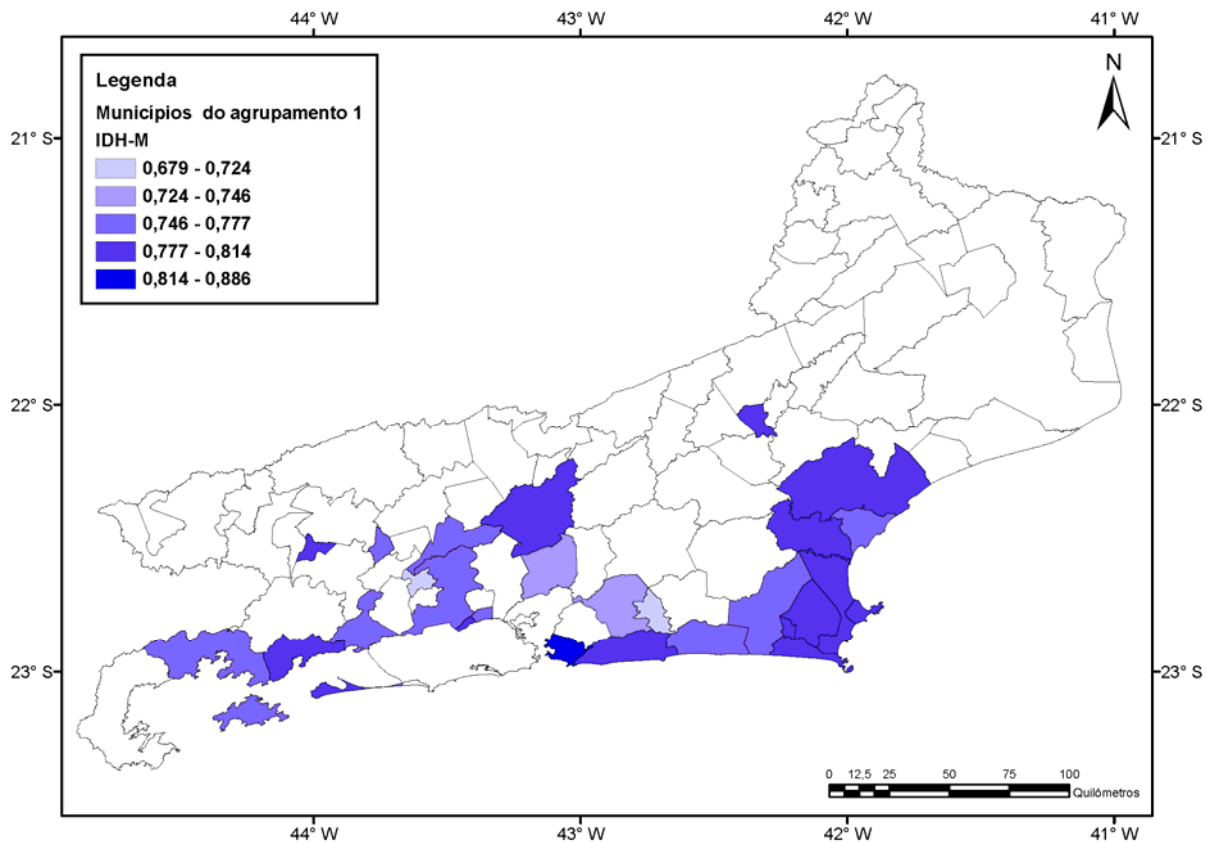 44° W 43° W 42° W 41° W
Legenda
Municípios do agrupamento 1
IDH-M
0,679 - 0,724
0,724 - 0,746
0,746 - 0,777
0,777 - 0,814
0,814 - 0,886
N
21° S 21° S
22° S 22° S
23° S 23° S
0 12,5 25 50 75 100
Quilómetros
44° W 43° W 42° W 41° W